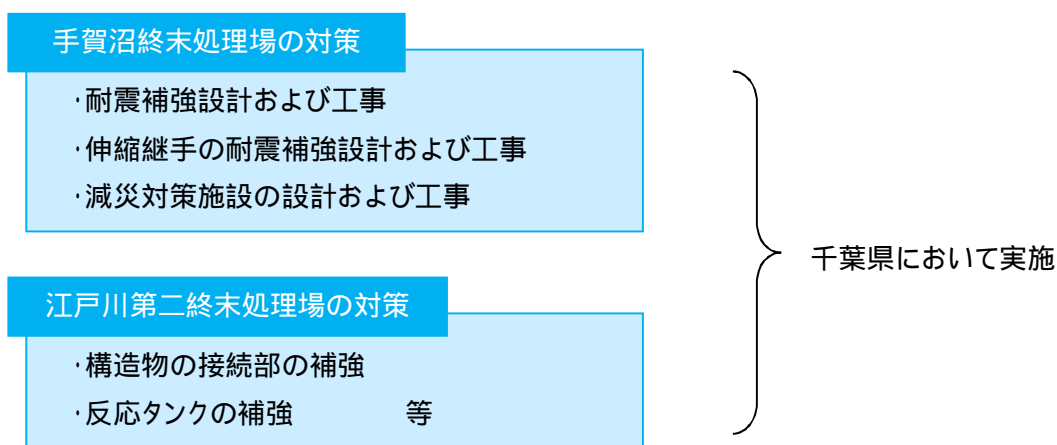 手賀沼終末処理場の対策
・耐震補強設計および工事
・伸縮継手の耐震補強設計および工事
・減災対策施設の設計および工事
千葉県において実施
江戸川第二終末処理場の対策
・構造物の接続部の補強
・反応タンクの補強　　　　等